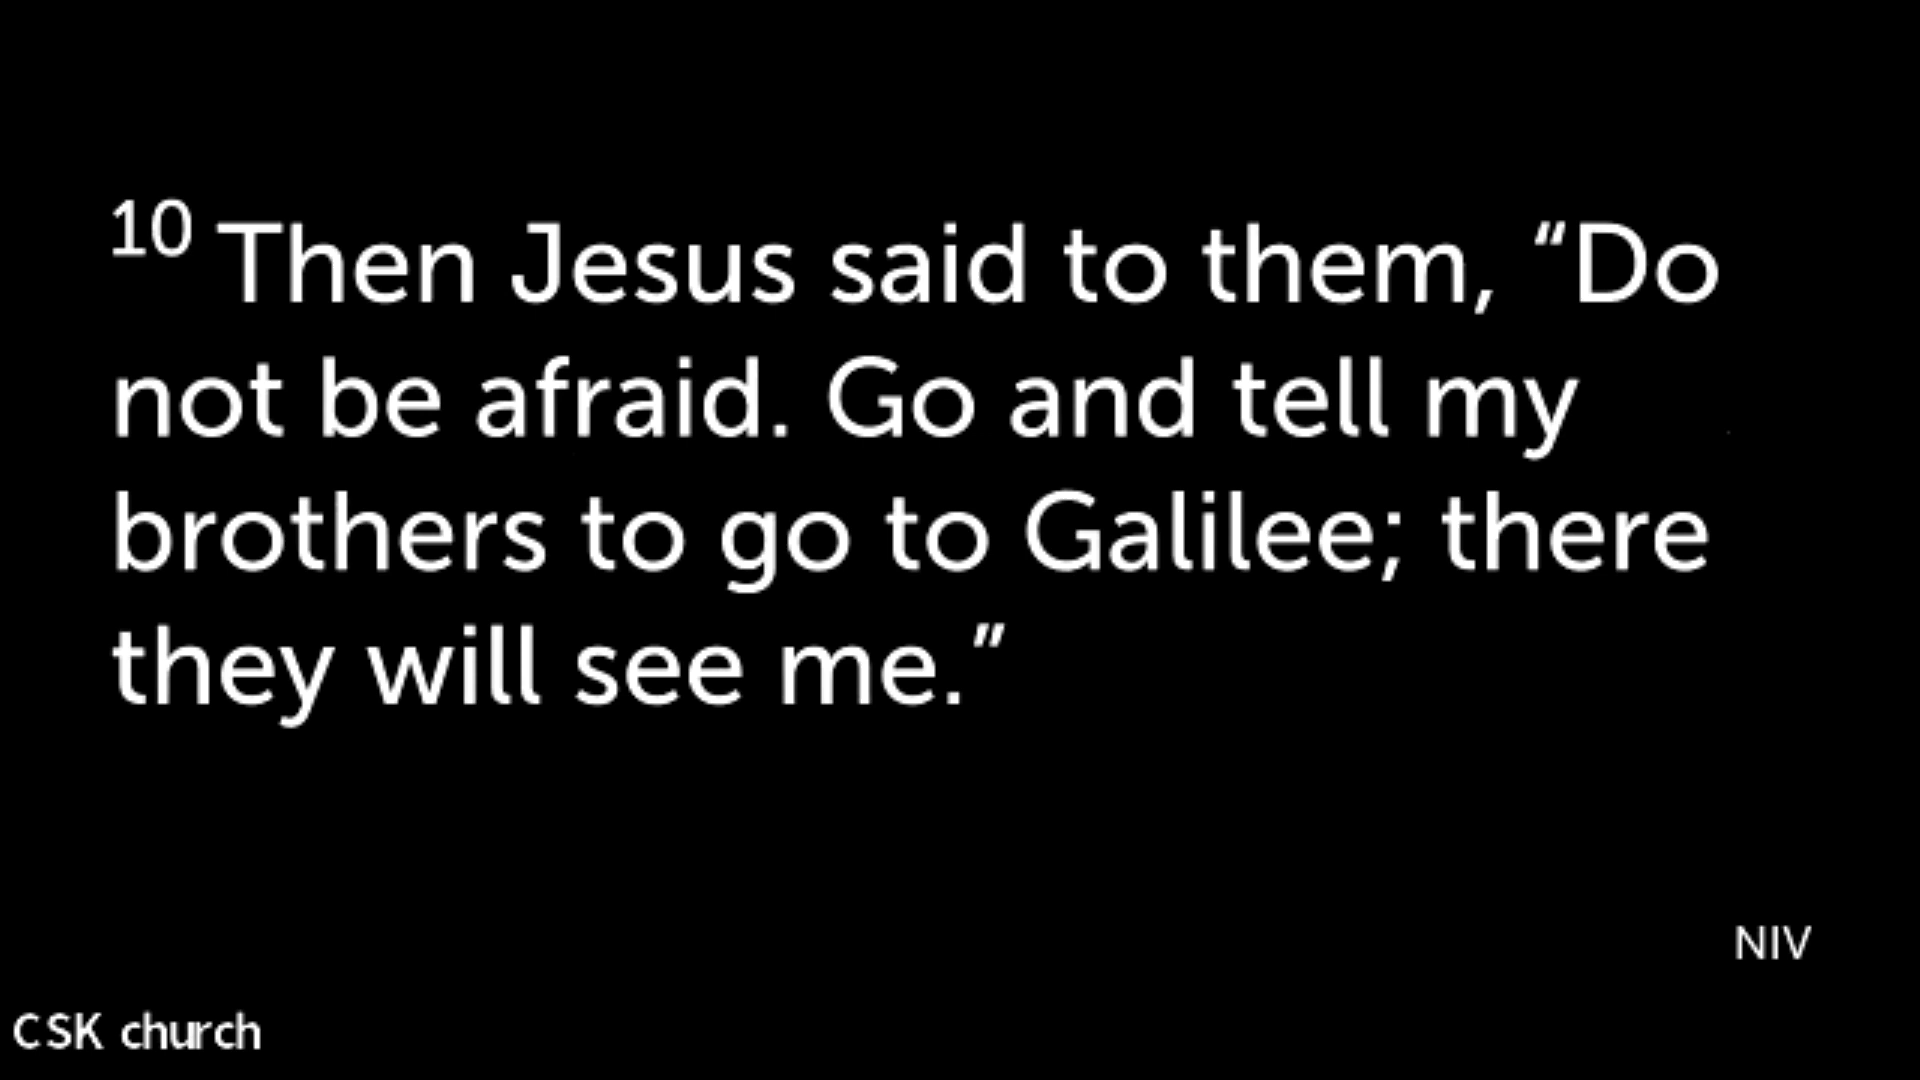 10 Then Jesus said to them, “Do
not be afraid. Go and tell my
brothers to go to Galilee; there
they will see me.”
NIV
CSK church